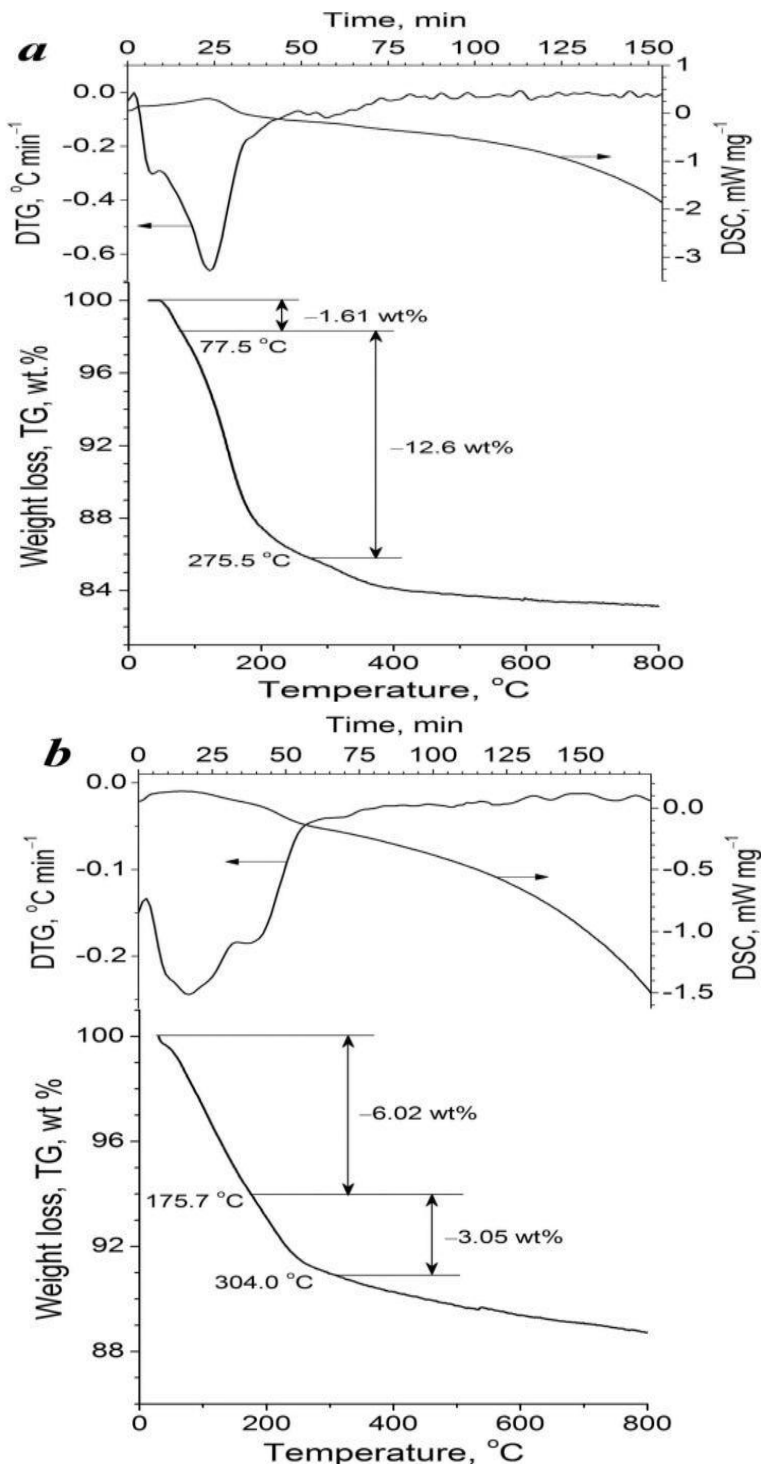 a
Time, min
0 25 50 75 100 125 150
0.0
-0.2
-0.4
-0.6
DTG, °C min⁻¹
1
0
-1
-2
-3
DSC, mW mg⁻¹
100
96
92
88
84
Weight loss, TG, wt.%
−1.61 wt%
77.5 °C
−12.6 wt%
275.5 °C
0 200 400 600 800
Temperature, °C
b
Time, min
0 25 50 75 100 125 150
0.0
-0.1
-0.2
DTG, °C min⁻¹
0.0
-0.5
-1.0
-1.5
DSC, mW mg⁻¹
100
96
92
88
Weight loss, TG, wt %
−6.02 wt%
175.7 °C
−3.05 wt%
304.0 °C
0 200 400 600 800
Temperature, °C